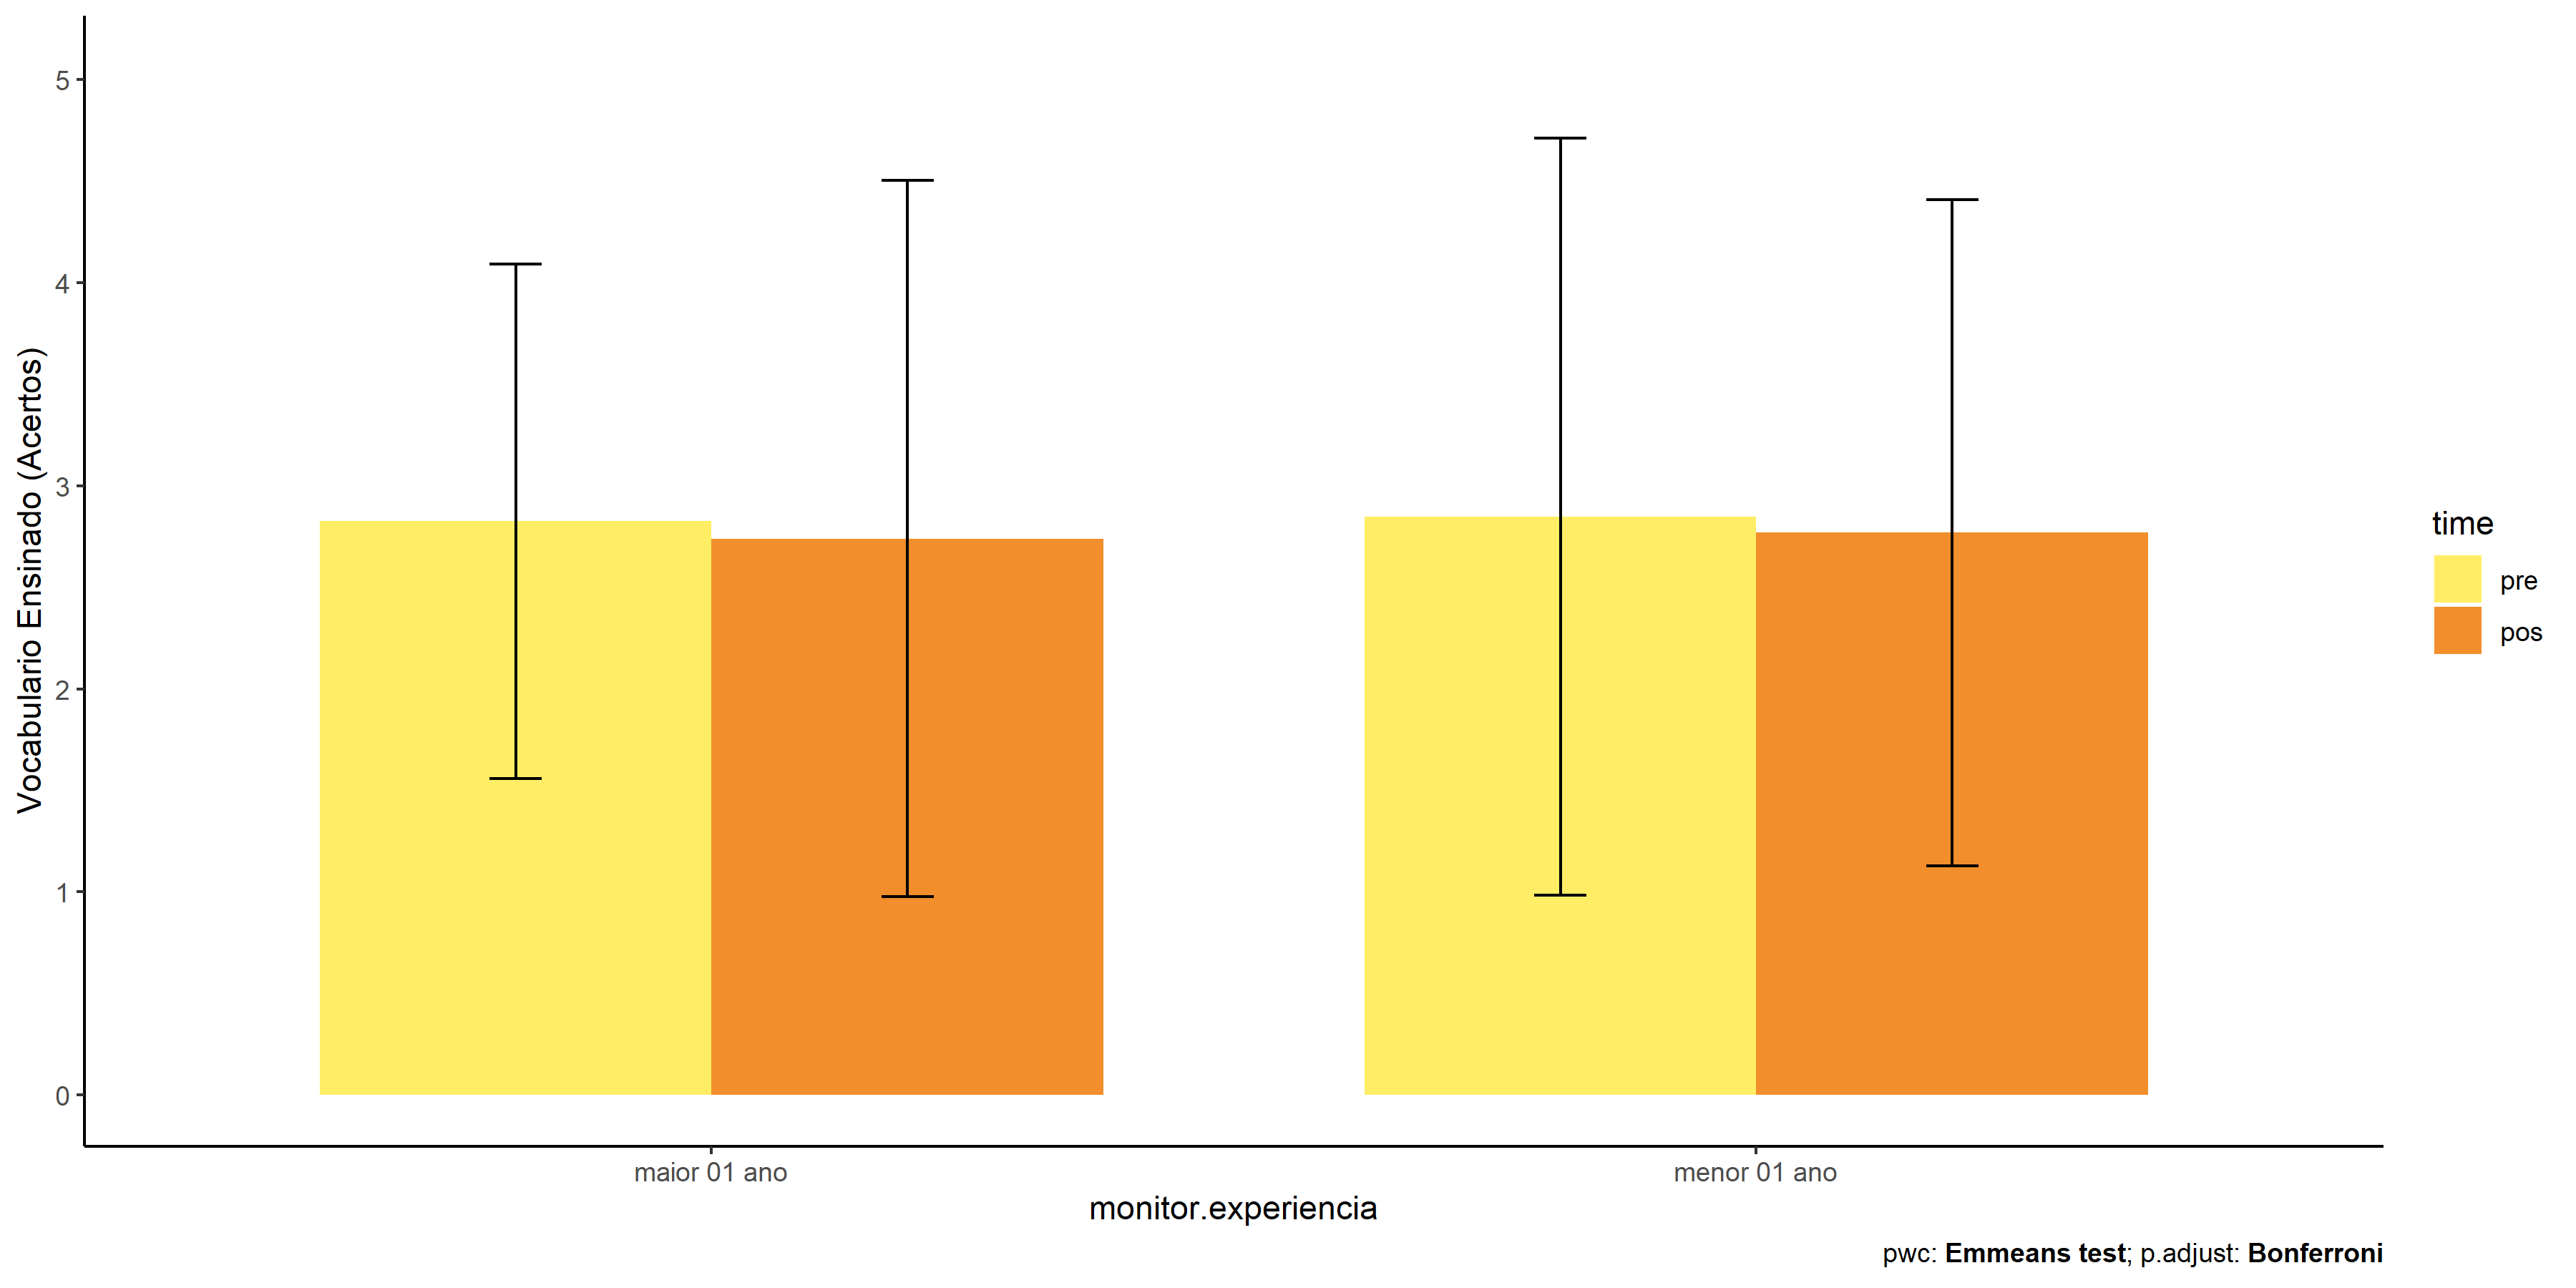 Vocabulario Ensinado (Acertos)
5
4
3
2
1
0
maior 01 ano
menor 01 ano
monitor.experiencia
time
pre
pos
pwc: Emmeans test; p.adjust: Bonferroni